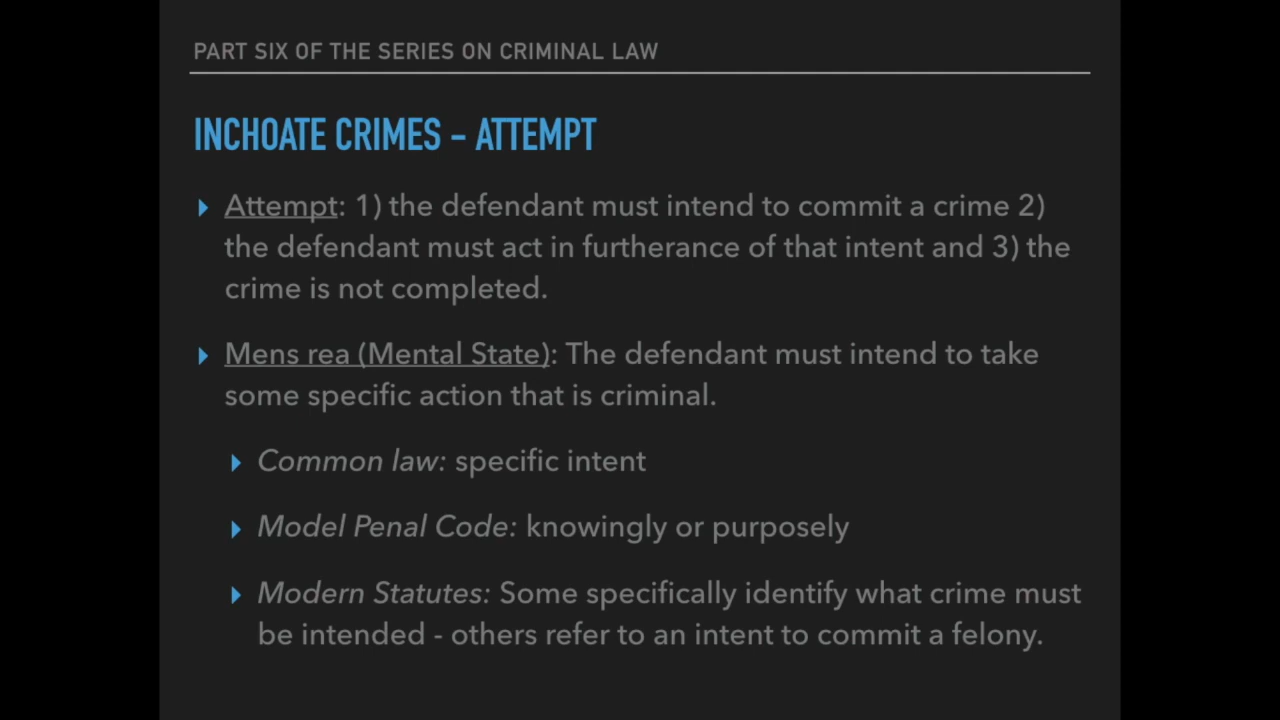 PART SIX OF THE SERIES ON CRIMINAL LAW
INCHOATE CRIMES – ATTEMPT
Attempt: 1) the defendant must intend to commit a crime 2)
the defendant must act in furtherance of that intent and 3) the
crime is not completed.
Mens rea (Mental State): The defendant must intend to take
some specific action that is criminal.
Common law: specific intent
Model Penal Code: knowingly or purposely
Modern Statutes: Some specifically identify what crime must
be intended - others refer to an intent to commit a felony.